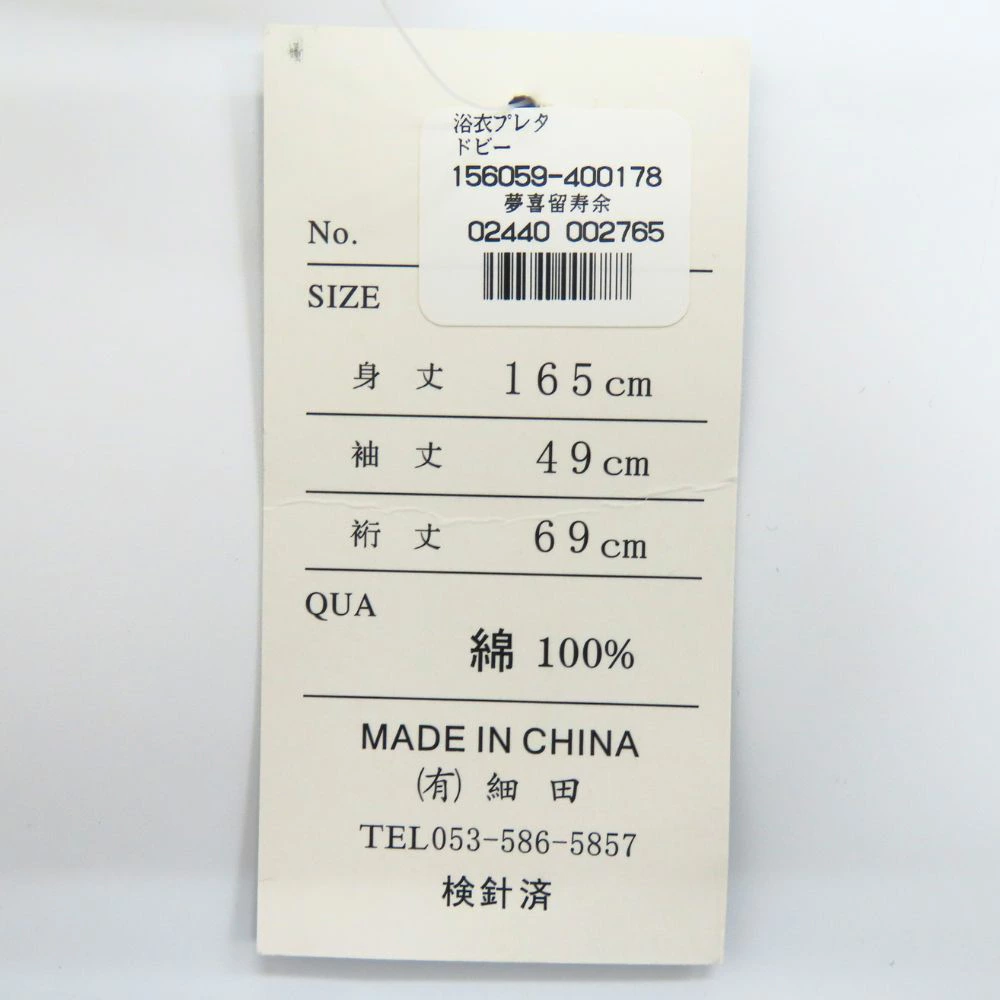 浴衣プレタ
ドビー
156059-400178
夢喜留寿余
02440 002765
No.
SIZE
身丈 165cm
袖丈 49cm
裄丈 69cm
QUA
綿 100%
MADE IN CHINA
(有)細田
TEL053-586-5857
検針済